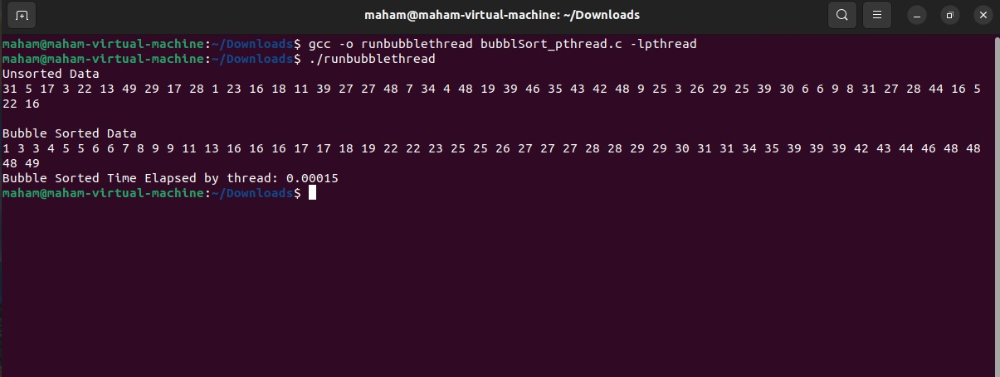 maham@maham-virtual-machine: ~/Downloads
maham@maham-virtual-machine:~/Downloads$ gcc -o runbubblethread bubblSort_pthread.c -lpthread
maham@maham-virtual-machine:~/Downloads$ ./runbubblethread
Unsorted Data
31 5 17 3 22 13 49 29 17 28 1 23 16 18 11 39 27 27 48 7 34 4 48 19 39 46 35 43 42 48 9 25 3 26 29 25 39 30 6 6 9 8 31 27 28 44 16 5
22 16
Bubble Sorted Data
1 3 3 4 5 5 6 6 7 8 9 9 11 13 16 16 16 17 17 18 19 22 22 23 25 25 26 27 27 27 28 28 29 29 30 31 31 34 35 39 39 39 42 43 44 46 48 48
48 49
Bubble Sorted Time Elapsed by thread: 0.00015
maham@maham-virtual-machine:~/Downloads$